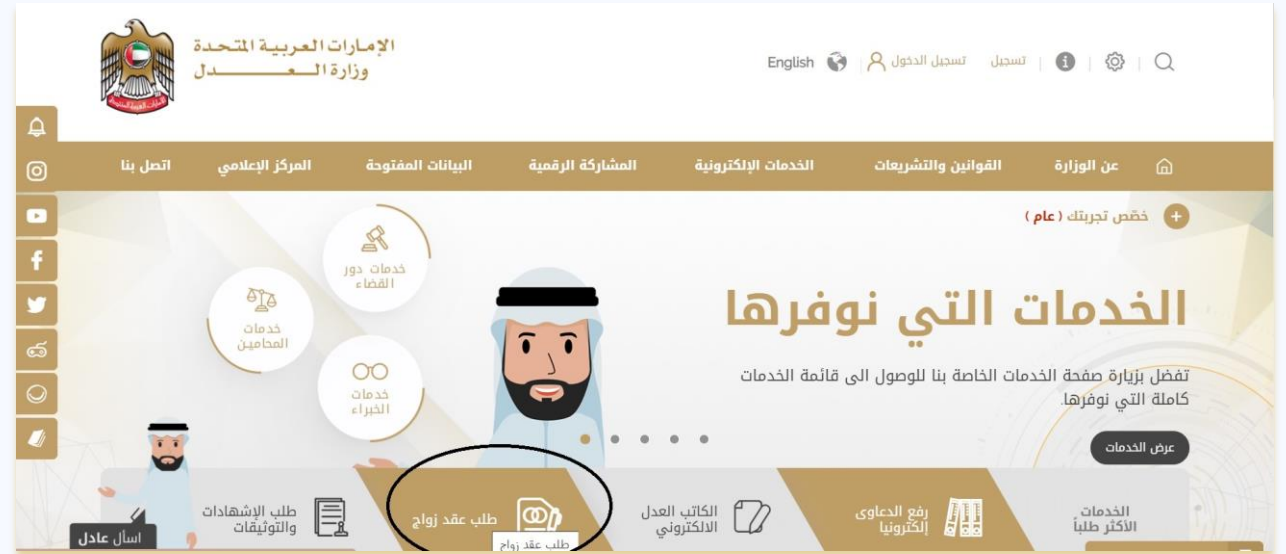 الإمارات العربية المتحدة
وزارة العدل
تسجيل
تسجيل الدخول
English
عن الوزارة
القوانين والتشريعات
الخدمات الإلكترونية
المشاركة الرقمية
البيانات المفتوحة
المركز الإعلامي
اتصل بنا
خصّص تجربتك ( عام )
الخدمات التي نوفرها
تفضل بزيارة صفحة الخدمات الخاصة بنا للوصول الى قائمة الخدمات
كاملة التي نوفرها.
عرض الخدمات
خدمات دور
القضاء
خدمات
المحامين
خدمات
الخبراء
الخدمات
الأكثر طلباً
رفع الدعاوى
إلكترونيا
الكاتب العدل
الالكتروني
طلب عقد زواج
طلب عقد زواج
طلب الإشهادات
والتوثيقات
اسأل عادل